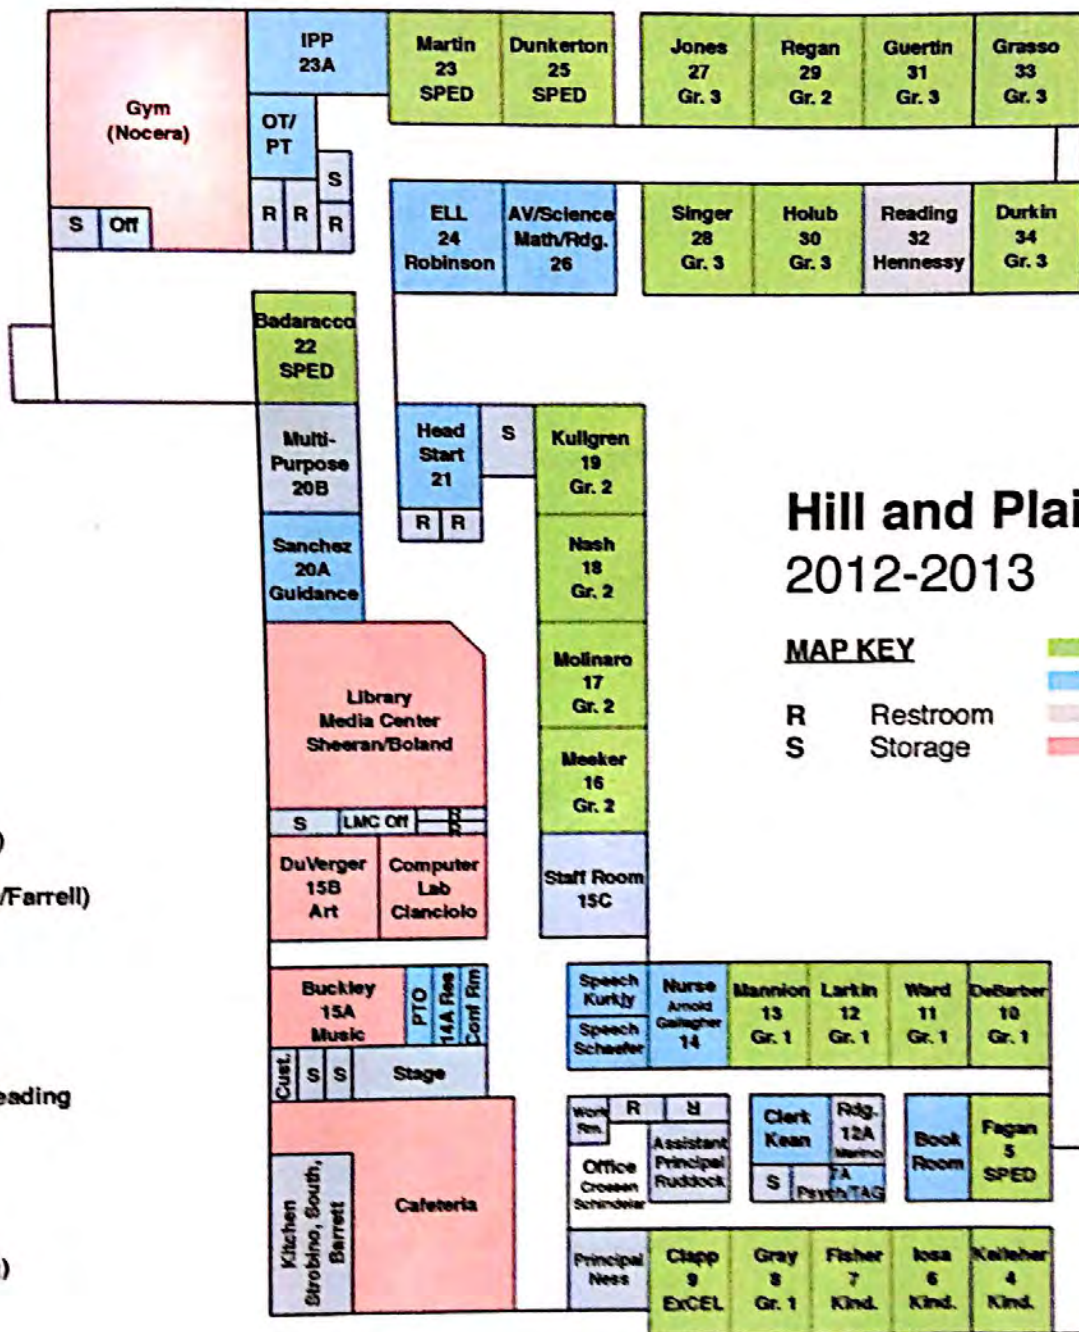 IPP
23A
Martin
23
SPED
Dunkerton
25
SPED
Jones
27
Gr. 3
Regan
29
Gr. 2
Guertin
31
Gr. 3
Grasso
33
Gr. 3
Gym
(Nocera)
OT/
PT
S
R
R
R
S
Off
ELL
24
Robinson
AV/Science
Math/Rdg.
26
Singer
28
Gr. 3
Holub
30
Gr. 3
Reading
32
Hennessy
Durkin
34
Gr. 3
Badaracco
22
SPED
Multi-
Purpose
20B
Head
Start
21
S
R
R
Kullgren
19
Gr. 2
Sanchez
20A
Guidance
Nash
18
Gr. 2
Hill and Plai
2012-2013
MAP KEY
R Restroom
S Storage
Library
Media Center
Sheeran/Boland
Molinaro
17
Gr. 2
Meeker
16
Gr. 2
S
LMC Off
R
R
)
/Farrell)
DuVerger
15B
Art
Computer
Lab
Cianciolo
Staff Room
15C
Buckley
15A
Music
PTO
14A Res
Conf Rm
Speech
Kurkjy
Speech
Schaefer
Nurse
Arnold
Gallagher
14
Mannion
13
Gr. 1
Larkin
12
Gr. 1
Ward
11
Gr. 1
DeBarber
10
Gr. 1
eading
Cust.
S
S
Stage
Work
Rm.
R
R
Assistant
Principal
Ruddock
Office
Crossen
Schindelar
Clerk
Kean
Rdg.
12A
Marino
S
7A
Psych/TAG
Book
Room
Fagan
5
SPED
Kitchen
Strobino, South,
Barrett
Cafeteria
)
Principal
Ness
Clapp
9
ExCEL
Gray
8
Gr. 1
Fisher
7
Kind.
Iosa
6
Kind.
Kelleher
4
Kind.